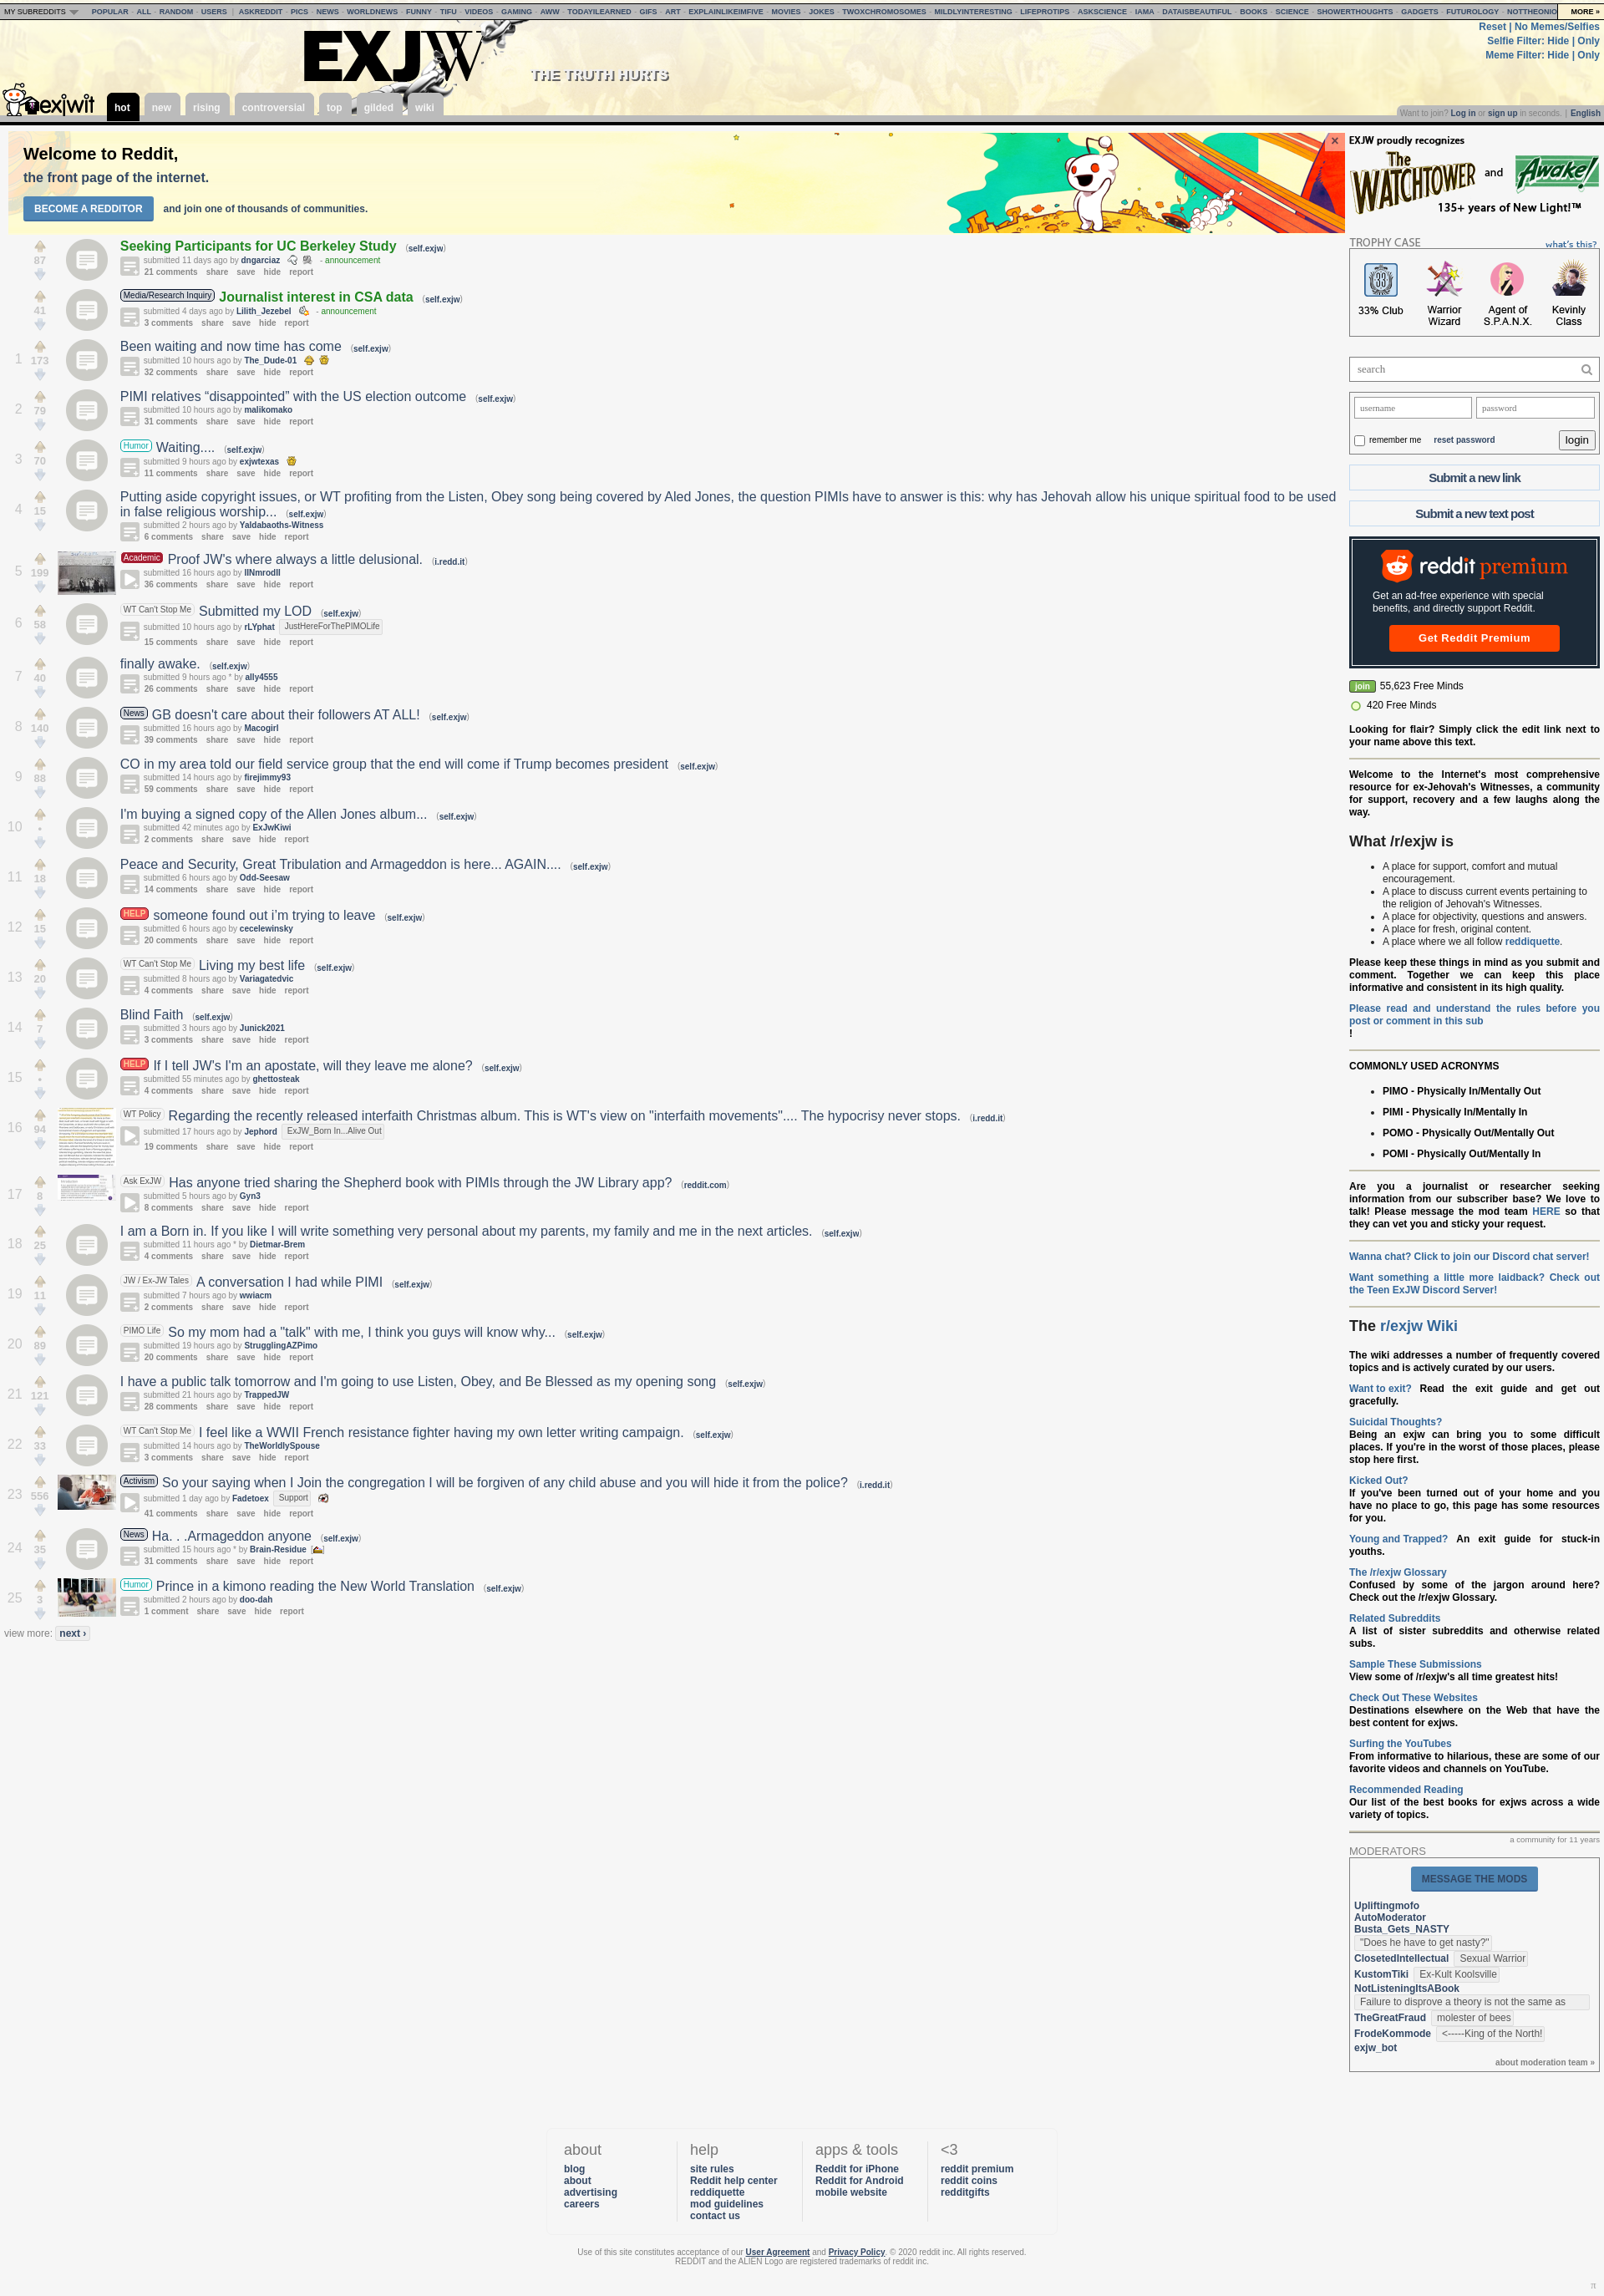 MY SUBREDDITS POPULAR - ALL - RANDOM - USERS | ASKREDDIT - PICS - NEWS - WORLDNEWS - FUNNY - TIFU - VIDEOS - GAMING - AWW - TODAYILEARNED - GIFS - ART - EXPLAINLIKEIMFIVE - MOVIES - JOKES - TWOXCHROMOSOMES - MILDLYINTERESTING - LIFEPROTIPS - ASKSCIENCE - IAMA - DATAISBEAUTIFUL - BOOKS - SCIENCE - SHOWERTHOUGHTS - GADGETS - FUTUROLOGY - NOTTHEONIO MORE »
Reset | No Memes/Selfies
Selfie Filter: Hide | Only
Meme Filter: Hide | Only
EXJW
THE TRUTH HURTS
exjwit
hot new rising controversial top gilded wiki
Want to join? Log in or sign up in seconds. | English
Welcome to Reddit,
the front page of the internet.
BECOME A REDDITOR and join one of thousands of communities.
×
87
Seeking Participants for UC Berkeley Study (self.exjw)
submitted 11 days ago by dngarciaz - announcement
21 comments share save hide report
41
Media/Research Inquiry Journalist interest in CSA data (self.exjw)
submitted 4 days ago by Lilith_Jezebel - announcement
3 comments share save hide report
1 173
Been waiting and now time has come (self.exjw)
submitted 10 hours ago by The_Dude-01
32 comments share save hide report
2 79
PIMI relatives “disappointed” with the US election outcome (self.exjw)
submitted 10 hours ago by malikomako
31 comments share save hide report
3 70
Humor Waiting.... (self.exjw)
submitted 9 hours ago by exjwtexas
11 comments share save hide report
4 15
Putting aside copyright issues, or WT profiting from the Listen, Obey song being covered by Aled Jones, the question PIMIs have to answer is this: why has Jehovah allow his unique spiritual food to be used
in false religious worship... (self.exjw)
submitted 2 hours ago by Yaldabaoths-Witness
6 comments share save hide report
5 199
Academic Proof JW's where always a little delusional. (i.redd.it)
submitted 16 hours ago by IINmrodII
36 comments share save hide report
6 58
WT Can't Stop Me Submitted my LOD (self.exjw)
submitted 10 hours ago by rLYphat JustHereForThePIMOLife
15 comments share save hide report
7 40
finally awake. (self.exjw)
submitted 9 hours ago * by ally4555
26 comments share save hide report
8 140
News GB doesn't care about their followers AT ALL! (self.exjw)
submitted 16 hours ago by Macogirl
39 comments share save hide report
9 88
CO in my area told our field service group that the end will come if Trump becomes president (self.exjw)
submitted 14 hours ago by firejimmy93
59 comments share save hide report
10 •
I'm buying a signed copy of the Allen Jones album... (self.exjw)
submitted 42 minutes ago by ExJwKiwi
2 comments share save hide report
11 18
Peace and Security, Great Tribulation and Armageddon is here... AGAIN.... (self.exjw)
submitted 6 hours ago by Odd-Seesaw
14 comments share save hide report
12 15
HELP someone found out i’m trying to leave (self.exjw)
submitted 6 hours ago by cecelewinsky
20 comments share save hide report
13 20
WT Can't Stop Me Living my best life (self.exjw)
submitted 8 hours ago by Variagatedvic
4 comments share save hide report
14 7
Blind Faith (self.exjw)
submitted 3 hours ago by Junick2021
3 comments share save hide report
15 •
HELP If I tell JW's I'm an apostate, will they leave me alone? (self.exjw)
submitted 55 minutes ago by ghettosteak
4 comments share save hide report
16 94
WT Policy Regarding the recently released interfaith Christmas album. This is WT's view on "interfaith movements".... The hypocrisy never stops. (i.redd.it)
submitted 17 hours ago by Jephord ExJW_Born In...Alive Out
19 comments share save hide report
17 8
Ask ExJW Has anyone tried sharing the Shepherd book with PIMIs through the JW Library app? (reddit.com)
submitted 5 hours ago by Gyn3
8 comments share save hide report
18 25
I am a Born in. If you like I will write something very personal about my parents, my family and me in the next articles. (self.exjw)
submitted 11 hours ago * by Dietmar-Brem
4 comments share save hide report
19 11
JW / Ex-JW Tales A conversation I had while PIMI (self.exjw)
submitted 7 hours ago by wwiacm
2 comments share save hide report
20 89
PIMO Life So my mom had a "talk" with me, I think you guys will know why... (self.exjw)
submitted 19 hours ago by StrugglingAZPimo
20 comments share save hide report
21 121
I have a public talk tomorrow and I'm going to use Listen, Obey, and Be Blessed as my opening song (self.exjw)
submitted 21 hours ago by TrappedJW
28 comments share save hide report
22 33
WT Can't Stop Me I feel like a WWII French resistance fighter having my own letter writing campaign. (self.exjw)
submitted 14 hours ago by TheWorldlySpouse
3 comments share save hide report
23 556
Activism So your saying when I Join the congregation I will be forgiven of any child abuse and you will hide it from the police? (i.redd.it)
submitted 1 day ago by Fadetoex Support
41 comments share save hide report
24 35
News Ha. . .Armageddon anyone (self.exjw)
submitted 15 hours ago * by Brain-Residue
31 comments share save hide report
25 3
Humor Prince in a kimono reading the New World Translation (self.exjw)
submitted 2 hours ago by doo-dah
1 comment share save hide report
view more: next ›
EXJW proudly recognizes
The WATCHTOWER and Awake!
135+ years of New Light!™
TROPHY CASE what's this?
33
33% Club
Warrior Wizard
Agent of S.P.A.N.X.
Kevinly Class
search
username password
remember me reset password login
Submit a new link
Submit a new text post
reddit premium
Get an ad-free experience with special
benefits, and directly support Reddit.
Get Reddit Premium
join 55,623 Free Minds
420 Free Minds
Looking for flair? Simply click the edit link next to
your name above this text.
Welcome to the Internet's most comprehensive
resource for ex-Jehovah's Witnesses, a community
for support, recovery and a few laughs along the
way.
What /r/exjw is
A place for support, comfort and mutual
encouragement.
A place to discuss current events pertaining to
the religion of Jehovah's Witnesses.
A place for objectivity, questions and answers.
A place for fresh, original content.
A place where we all follow reddiquette.
Please keep these things in mind as you submit and
comment. Together we can keep this place
informative and consistent in its high quality.
Please read and understand the rules before you
post or comment in this sub
!
COMMONLY USED ACRONYMS
PIMO - Physically In/Mentally Out
PIMI - Physically In/Mentally In
POMO - Physically Out/Mentally Out
POMI - Physically Out/Mentally In
Are you a journalist or researcher seeking
information from our subscriber base? We love to
talk! Please message the mod team HERE so that
they can vet you and sticky your request.
Wanna chat? Click to join our Discord chat server!
Want something a little more laidback? Check out
the Teen ExJW Discord Server!
The r/exjw Wiki
The wiki addresses a number of frequently covered
topics and is actively curated by our users.
Want to exit? Read the exit guide and get out
gracefully.
Suicidal Thoughts?
Being an exjw can bring you to some difficult
places. If you're in the worst of those places, please
stop here first.
Kicked Out?
If you've been turned out of your home and you
have no place to go, this page has some resources
for you.
Young and Trapped? An exit guide for stuck-in
youths.
The /r/exjw Glossary
Confused by some of the jargon around here?
Check out the /r/exjw Glossary.
Related Subreddits
A list of sister subreddits and otherwise related
subs.
Sample These Submissions
View some of /r/exjw's all time greatest hits!
Check Out These Websites
Destinations elsewhere on the Web that have the
best content for exjws.
Surfing the YouTubes
From informative to hilarious, these are some of our
favorite videos and channels on YouTube.
Recommended Reading
Our list of the best books for exjws across a wide
variety of topics.
a community for 11 years
MODERATORS
MESSAGE THE MODS
Upliftingmofo
AutoModerator
Busta_Gets_NASTY
"Does he have to get nasty?"
ClosetedIntellectual Sexual Warrior
KustomTiki Ex-Kult Koolsville
NotListeningItsABook
Failure to disprove a theory is not the same as
TheGreatFraud molester of bees
FrodeKommode <-----King of the North!
exjw_bot
about moderation team »
about
blog
about
advertising
careers
help
site rules
Reddit help center
reddiquette
mod guidelines
contact us
apps & tools
Reddit for iPhone
Reddit for Android
mobile website
<3
reddit premium
reddit coins
redditgifts
Use of this site constitutes acceptance of our User Agreement and Privacy Policy. © 2020 reddit inc. All rights reserved.
REDDIT and the ALIEN Logo are registered trademarks of reddit inc.
π